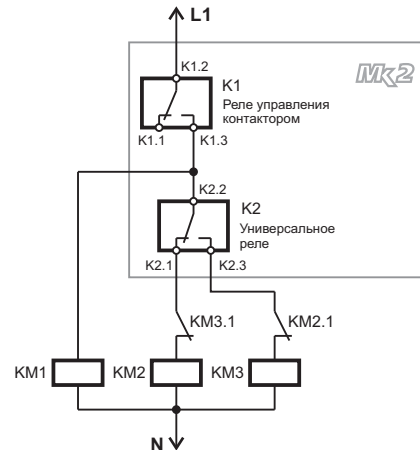 L1
K1.2
Mk2
K1
Реле управления
контактором
K1.1
K1.3
K2.2
K2
Универсальное
реле
K2.1
K2.3
KM3.1
KM2.1
KM1
KM2
KM3
N